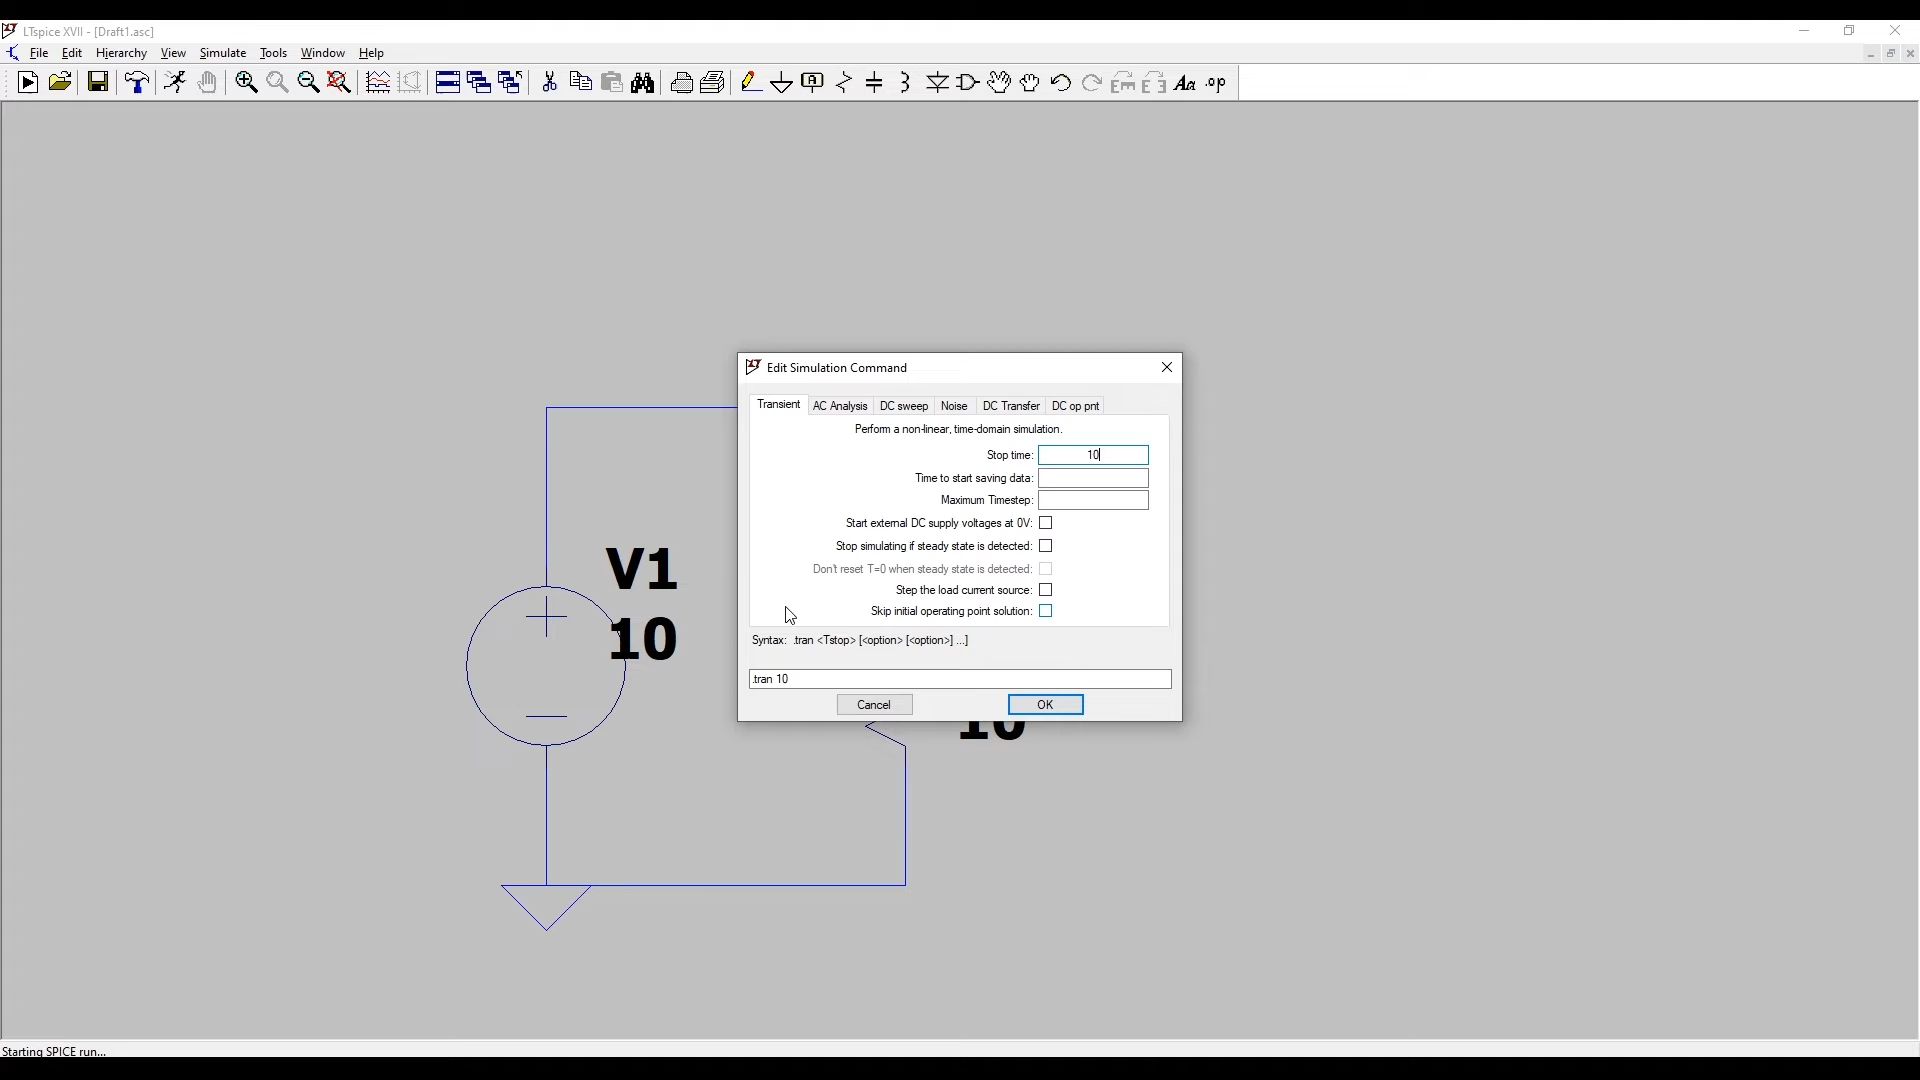 LTspice XVII - [Draft1.asc]
File Edit Hierarchy View Simulate Tools Window Help
Aa .op
Edit Simulation Command
Transient AC Analysis DC sweep Noise DC Transfer DC op pnt
Perform a non-linear, time-domain simulation.
Stop time: 10
Time to start saving data:
Maximum Timestep:
Start external DC supply voltages at 0V:
Stop simulating if steady state is detected:
Don't reset T=0 when steady state is detected:
Step the load current source:
Skip initial operating point solution:
Syntax: .tran <Tstop> [<option> [<option>] ...]
.tran 10
Cancel OK
V1
10
10
Starting SPICE run...